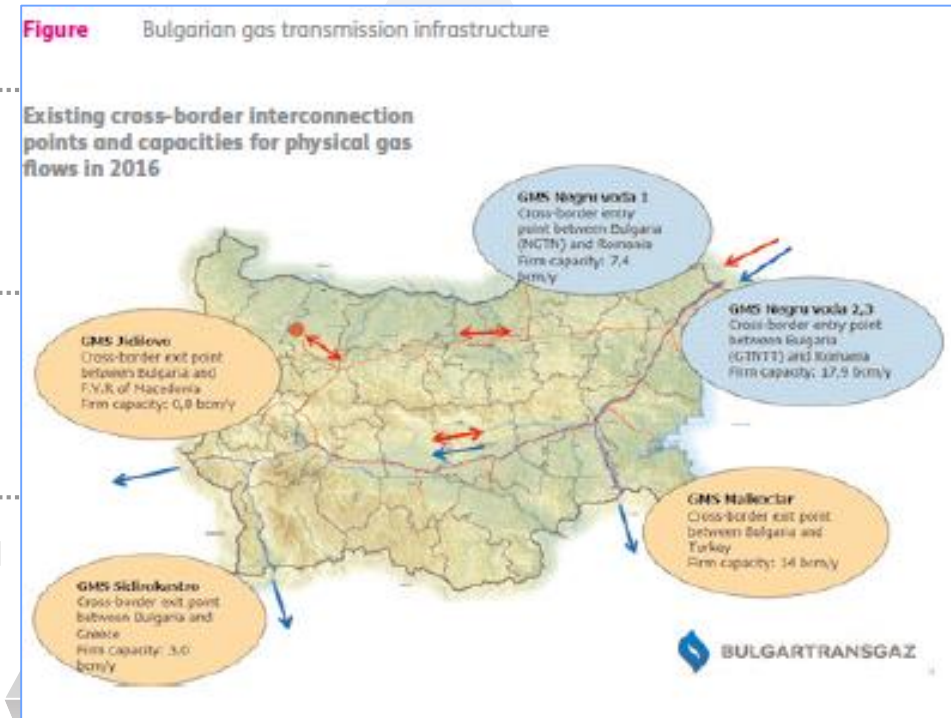 Figure Bulgarian gas transmission infrastructure
Existing cross-border interconnection
points and capacities for physical gas
flows in 2016
GMS Negru voda 1
Cross-border entry
point between Bulgaria
(NGTN) and Romania
Firm capacity: 7,4
bcm/y
GMS Negru voda 2,3
Cross-border entry point
between Bulgaria
(GTNTT) and Romania
Firm capacity: 17,9 bcm/y
GMS Jidilovo
Cross-border exit point
between Bulgaria and
F.Y.R of Macedonia
Firm capacity: 0,8 bcm/y
GMS Malkoclar
Cross-border exit point
between Bulgaria and
Turkey
Firm capacity: 14 bcm/y
GMS Sidirokastro
Cross-border exit point
between Bulgaria and
Greece
Firm capacity: 3,0
bcm/y
BULGARTRANSGAZ